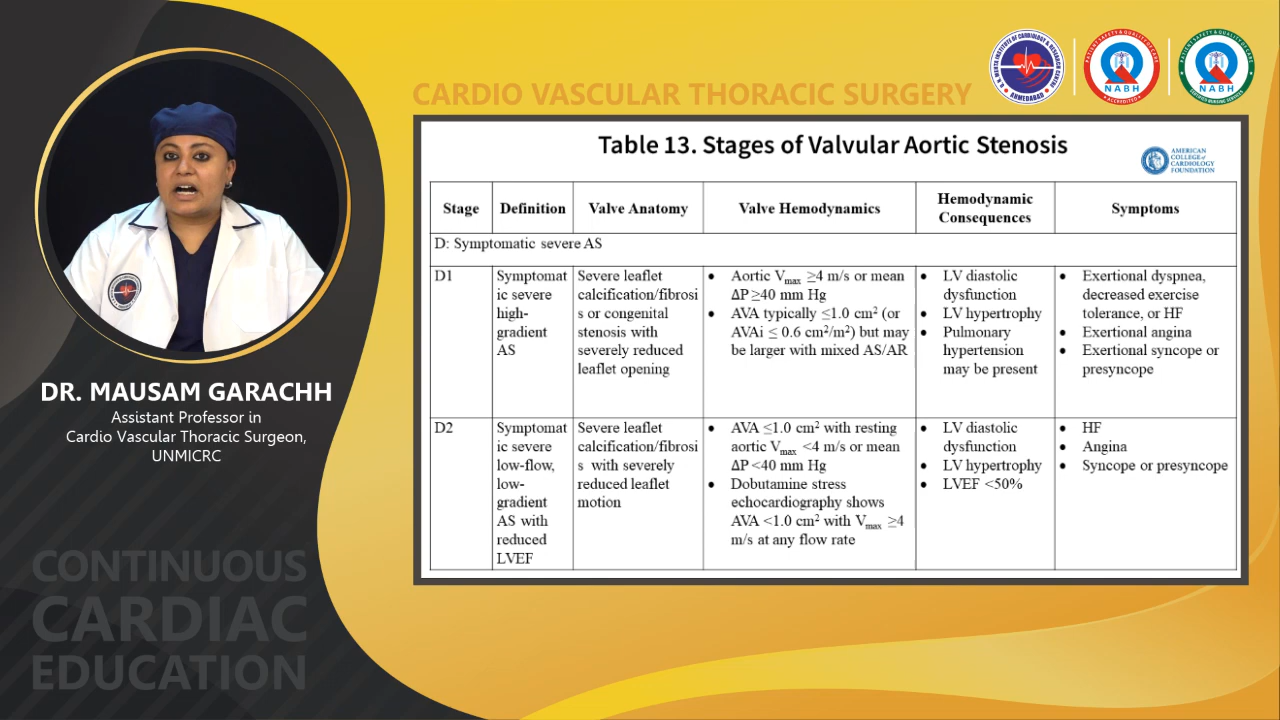 CARDIO VASCULAR THORACIC SURGERY
NABH
NABH
Table 13. Stages of Valvular Aortic Stenosis
AMERICAN
COLLEGE of
CARDIOLOGY
FOUNDATION
Stage
Definition
Valve Anatomy
Valve Hemodynamics
Hemodynamic
Consequences
Symptoms
D: Symptomatic severe AS
D1
Symptomat
ic severe
high-
gradient
AS
Severe leaflet
calcification/fibrosi
s or congenital
stenosis with
severely reduced
leaflet opening
• Aortic Vmax ≥4 m/s or mean
ΔP ≥40 mm Hg
• AVA typically ≤1.0 cm² (or
AVAi ≤ 0.6 cm²/m²) but may
be larger with mixed AS/AR
• LV diastolic
dysfunction
• LV hypertrophy
• Pulmonary
hypertension
may be present
• Exertional dyspnea,
decreased exercise
tolerance, or HF
• Exertional angina
• Exertional syncope or
presyncope
D2
Symptomat
ic severe
low-flow,
low-
gradient
AS with
reduced
LVEF
Severe leaflet
calcification/fibrosi
s with severely
reduced leaflet
motion
• AVA ≤1.0 cm² with resting
aortic Vmax <4 m/s or mean
ΔP <40 mm Hg
• Dobutamine stress
echocardiography shows
AVA <1.0 cm² with Vmax ≥4
m/s at any flow rate
• LV diastolic
dysfunction
• LV hypertrophy
• LVEF <50%
• HF
• Angina
• Syncope or presyncope
DR. MAUSAM GARACHH
Assistant Professor in
Cardio Vascular Thoracic Surgeon,
UNMICRC
CONTINUOUS
CARDIAC
EDUCATION